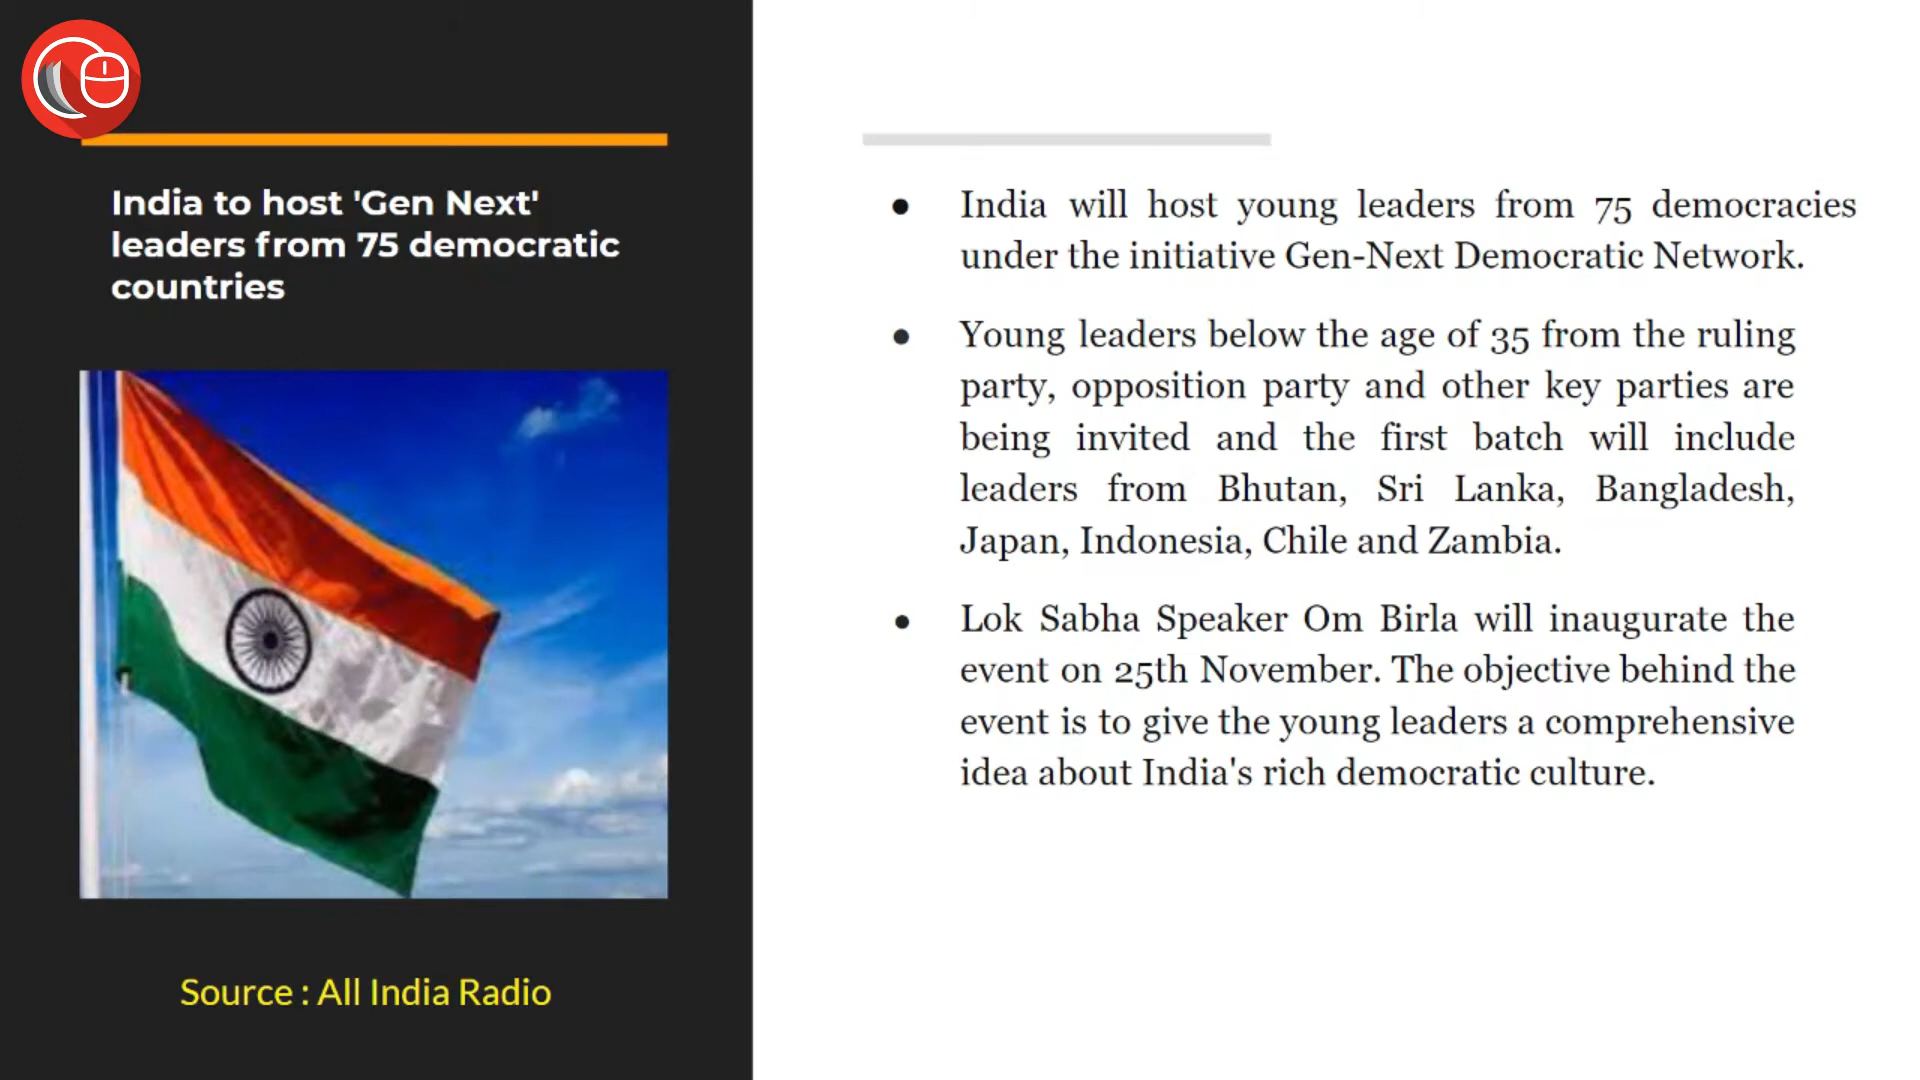 India to host 'Gen Next'
leaders from 75 democratic
countries
Source : All India Radio
● India will host young leaders from 75 democracies
under the initiative Gen-Next Democratic Network.
● Young leaders below the age of 35 from the ruling
party, opposition party and other key parties are
being invited and the first batch will include
leaders from Bhutan, Sri Lanka, Bangladesh,
Japan, Indonesia, Chile and Zambia.
● Lok Sabha Speaker Om Birla will inaugurate the
event on 25th November. The objective behind the
event is to give the young leaders a comprehensive
idea about India's rich democratic culture.